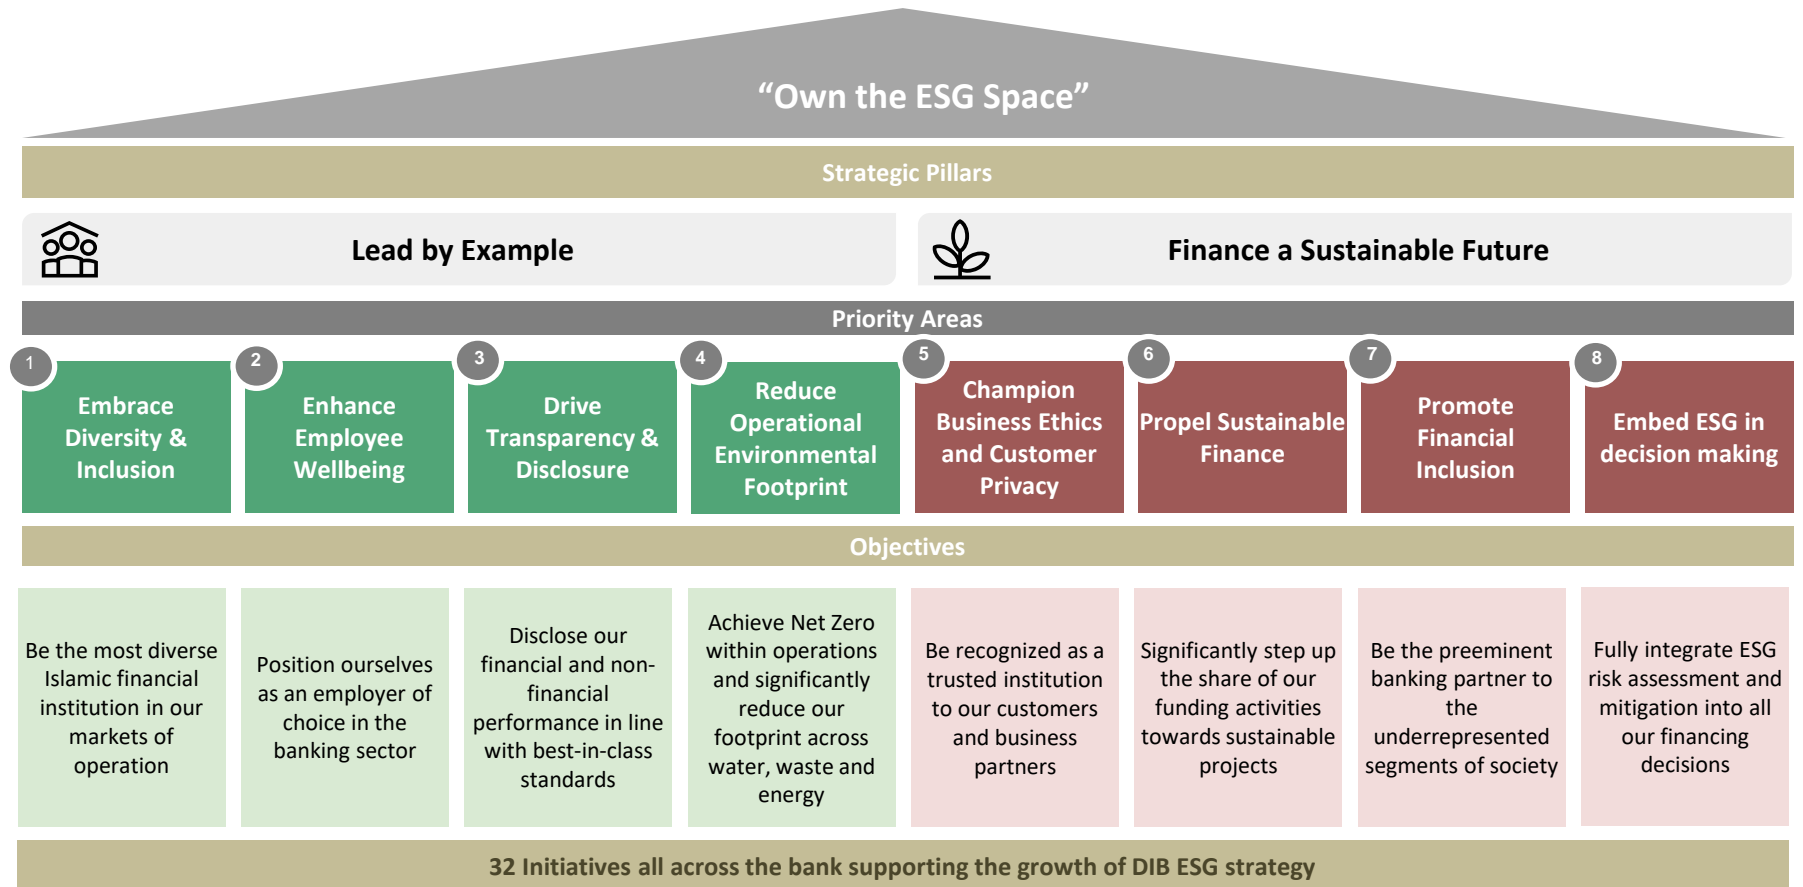 “Own the ESG Space”
Strategic Pillars
Lead by Example
Finance a Sustainable Future
Priority Areas
1
Embrace
Diversity &
Inclusion
2
Enhance
Employee
Wellbeing
3
Drive
Transparency &
Disclosure
4
Reduce
Operational
Environmental
Footprint
5
Champion
Business Ethics
and Customer
Privacy
6
Propel Sustainable
Finance
7
Promote
Financial
Inclusion
8
Embed ESG in
decision making
Objectives
Be the most diverse
Islamic financial
institution in our
markets of
operation
Position ourselves
as an employer of
choice in the
banking sector
Disclose our
financial and non-
financial
performance in line
with best-in-class
standards
Achieve Net Zero
within operations
and significantly
reduce our
footprint across
water, waste and
energy
Be recognized as a
trusted institution
to our customers
and business
partners
Significantly step up
the share of our
funding activities
towards sustainable
projects
Be the preeminent
banking partner to
the
underrepresented
segments of society
Fully integrate ESG
risk assessment and
mitigation into all
our financing
decisions
32 Initiatives all across the bank supporting the growth of DIB ESG strategy